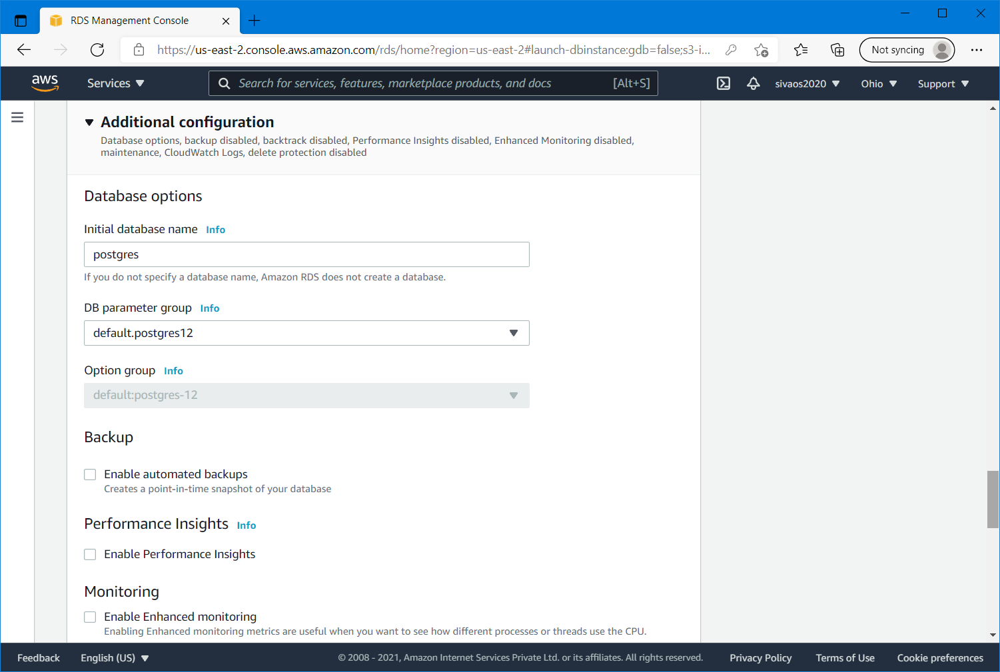 RDS Management Console
https://us-east-2.console.aws.amazon.com/rds/home?region=us-east-2#launch-dbinstance:gdb=false;s3-i...
Not syncing
aws
Services
Search for services, features, marketplace products, and docs
[Alt+S]
sivaos2020
Ohio
Support
Additional configuration
Database options, backup disabled, backtrack disabled, Performance Insights disabled, Enhanced Monitoring disabled,
maintenance, CloudWatch Logs, delete protection disabled
Database options
Initial database name Info
postgres
If you do not specify a database name, Amazon RDS does not create a database.
DB parameter group Info
default.postgres12
Option group Info
default:postgres-12
Backup
Enable automated backups
Creates a point-in-time snapshot of your database
Performance Insights Info
Enable Performance Insights
Monitoring
Enable Enhanced monitoring
Enabling Enhanced monitoring metrics are useful when you want to see how different processes or threads use the CPU.
Feedback
English (US)
© 2008 - 2021, Amazon Internet Services Private Ltd. or its affiliates. All rights reserved.
Privacy Policy
Terms of Use
Cookie preferences